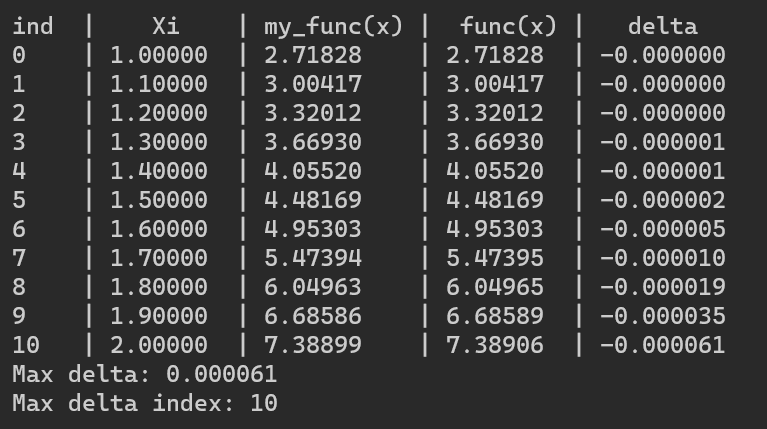 ind  |    Xi    | my_func(x) |  func(x) |   delta
0    | 1.00000  | 2.71828    | 2.71828  | -0.000000
1    | 1.10000  | 3.00417    | 3.00417  | -0.000000
2    | 1.20000  | 3.32012    | 3.32012  | -0.000000
3    | 1.30000  | 3.66930    | 3.66930  | -0.000001
4    | 1.40000  | 4.05520    | 4.05520  | -0.000001
5    | 1.50000  | 4.48169    | 4.48169  | -0.000002
6    | 1.60000  | 4.95303    | 4.95303  | -0.000005
7    | 1.70000  | 5.47394    | 5.47395  | -0.000010
8    | 1.80000  | 6.04963    | 6.04965  | -0.000019
9    | 1.90000  | 6.68586    | 6.68589  | -0.000035
10   | 2.00000  | 7.38899    | 7.38906  | -0.000061
Max delta: 0.000061
Max delta index: 10